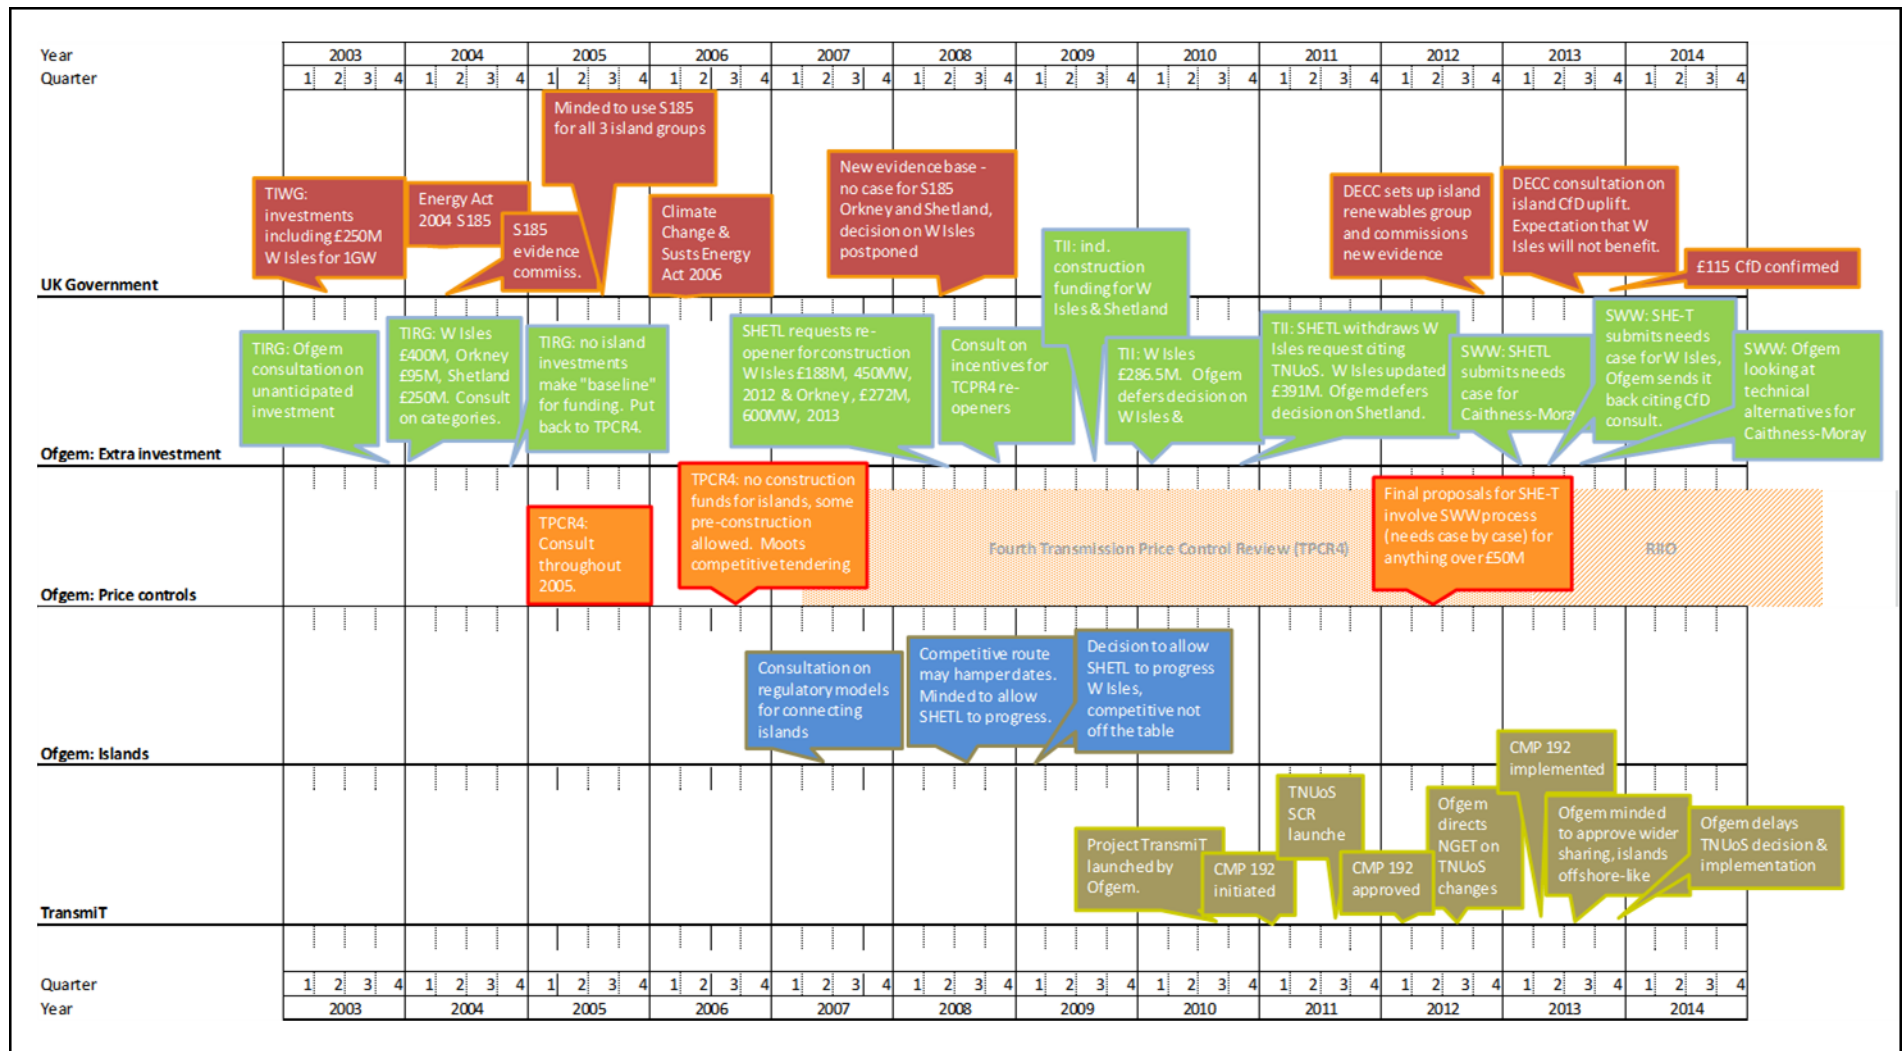 Year 2003 2004 2005 2006 2007 2008 2009 2010 2011 2012 2013 2014
Quarter 1 2 3 4 1 2 3 4 1 2 3 4 1 2 3 4 1 2 3 4 1 2 3 4 1 2 3 4 1 2 3 4 1 2 3 4 1 2 3 4 1 2 3 4 1 2 3 4
TIWG:
investments
including £250M
W Isles for 1GW
Energy Act
2004 S185
S185
evidence
commiss.
Minded to use S185
for all 3 island groups
Climate
Change &
Susts Energy
Act 2006
New evidence base -
no case for S185
Orkney and Shetland,
decision on W Isles
postponed
DECC sets up island
renewables group
and commissions
new evidence
DECC consultation on
island CfD uplift.
Expectation that W
Isles will not benefit.
£115 CfD confirmed
UK Government
TIRG: Ofgem
consultation on
unanticipated
investment
TIRG: W Isles
£400M, Orkney
£95M, Shetland
£250M. Consult
on categories.
TIRG: no island
investments
make "baseline"
for funding. Put
back to TPCR4.
SHETL requests re-
opener for construction
W Isles £188M, 450MW,
2012 & Orkney, £272M,
600MW, 2013
Consult on
incentives for
TCPR4 re-
openers
TII: incl.
construction
funding for W
Isles & Shetland
TII: W Isles
£286.5M. Ofgem
defers decision on
W Isles &
TII: SHETL withdraws W
Isles request citing
TNUoS. W Isles updated
£391M. Ofgem defers
decision on Shetland.
SWW: SHETL
submits needs
case for
Caithness-Moray
SWW: SHE-T
submits needs
case for W Isles,
Ofgem sends it
back citing CfD
consult.
SWW: Ofgem
looking at
technical
alternatives for
Caithness-Moray
Ofgem: Extra investment
TPCR4:
Consult
throughout
2005.
TPCR4: no construction
funds for islands, some
pre-construction
allowed. Moots
competitive tendering
Fourth Transmission Price Control Review (TPCR4)
Final proposals for SHE-T
involve SWW process
(needs case by case) for
anything over £50M
RIIO
Ofgem: Price controls
Consultation on
regulatory models
for connecting
islands
Competitive route
may hamper dates.
Minded to allow
SHETL to progress.
Decision to allow
SHETL to progress
W Isles,
competitive not
off the table
Ofgem: Islands
Project TransmiT
launched by
Ofgem.
CMP 192
initiated
TNUoS
SCR
launche
CMP 192
approved
Ofgem
directs
NGET on
TNUoS
changes
CMP 192
implemented
Ofgem minded
to approve wider
sharing, islands
offshore-like
Ofgem delays
TNUoS decision &
implementation
TransmiT
Quarter 1 2 3 4 1 2 3 4 1 2 3 4 1 2 3 4 1 2 3 4 1 2 3 4 1 2 3 4 1 2 3 4 1 2 3 4 1 2 3 4 1 2 3 4 1 2 3 4
Year 2003 2004 2005 2006 2007 2008 2009 2010 2011 2012 2013 2014